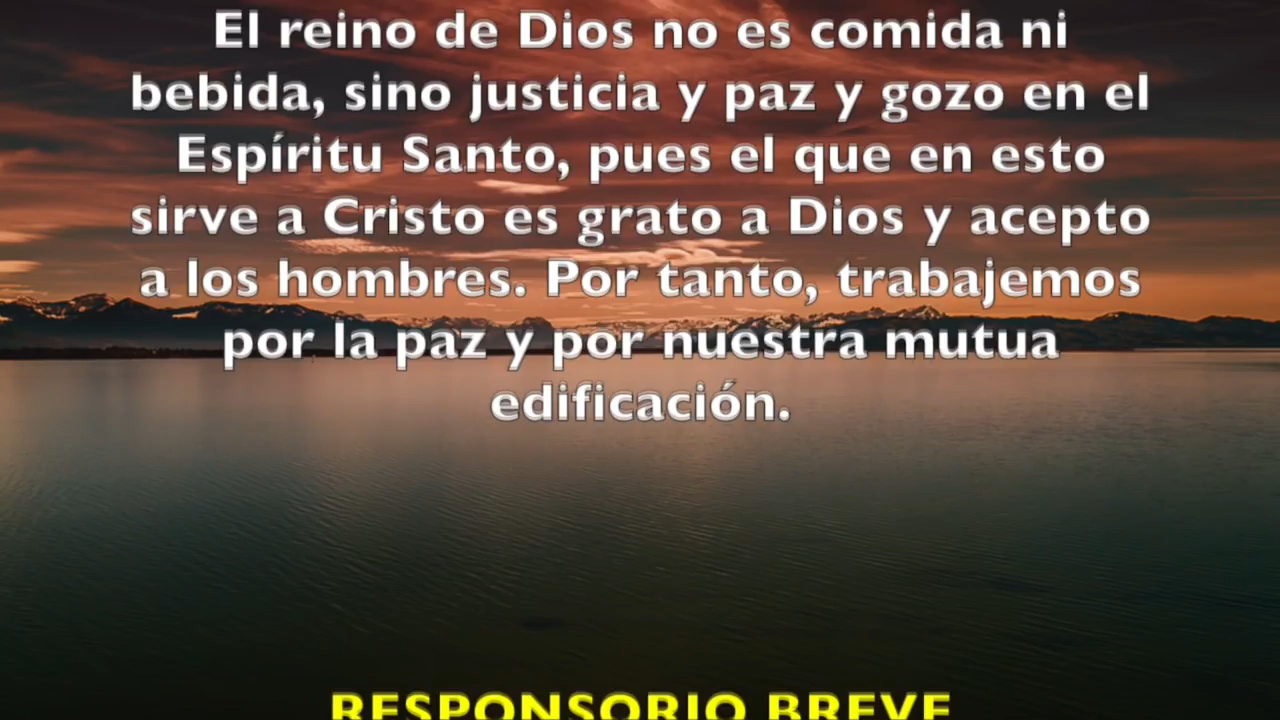 El reino de Dios no es comida ni
bebida, sino justicia y paz y gozo en el
Espíritu Santo, pues el que en esto
sirve a Cristo es grato a Dios y acepto
a los hombres. Por tanto, trabajemos
por la paz y por nuestra mutua
edificación.
RESPONSORIO BREVE